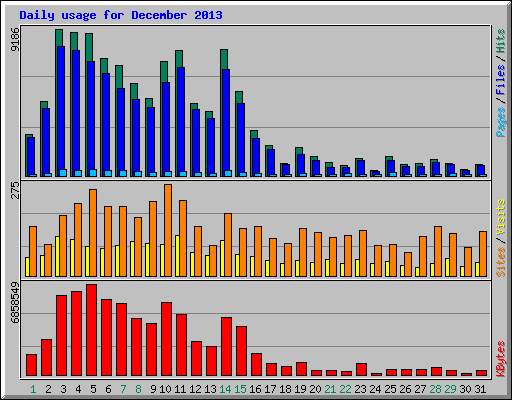 Daily usage for December 2013
9186
Pages / Files / Hits
275
Sites / Visits
6858549
KBytes
1 2 3 4 5 6 7 8 9 10 11 12 13 14 15 16 17 18 19 20 21 22 23 24 25 26 27 28 29 30 31